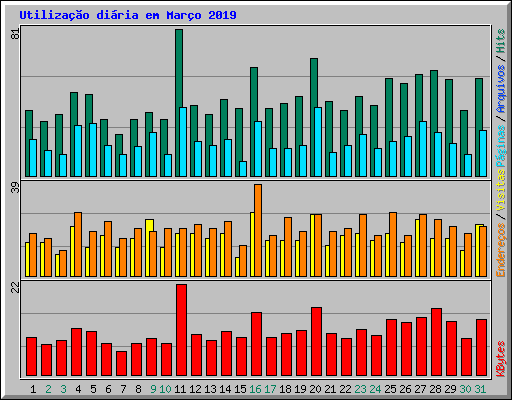 Utilização diária em Março 2019
81
39
22
Endereços / Visitas Páginas / Arquivos / Hits
KBytes
1 2 3 4 5 6 7 8 9 10 11 12 13 14 15 16 17 18 19 20 21 22 23 24 25 26 27 28 29 30 31